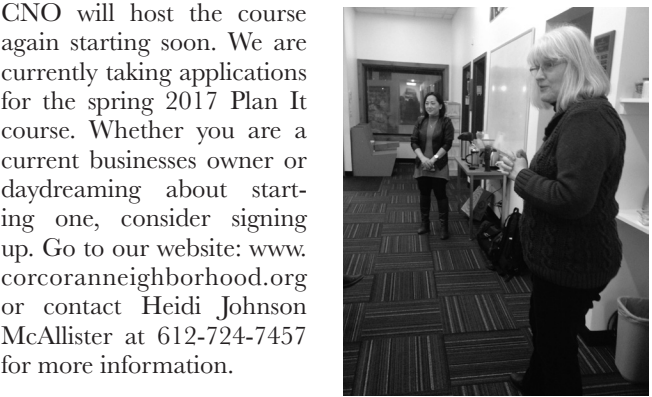 CNO will host the course
again starting soon. We are
currently taking applications
for the spring 2017 Plan It
course. Whether you are a
current businesses owner or
daydreaming about start-
ing one, consider signing
up. Go to our website: www.
corcoranneighborhood.org
or contact Heidi Johnson
McAllister at 612-724-7457
for more information.